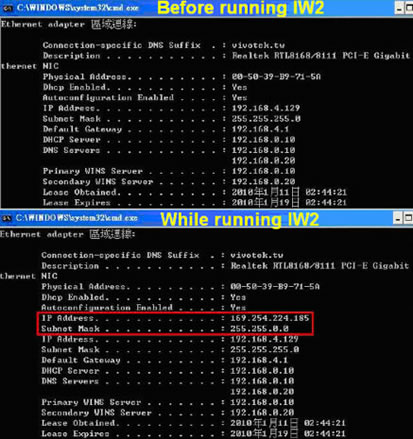 C:\WINDOWS\system32\cmd.exe Before running IW2
Ethernet adapter 區域連線:
Connection-specific DNS Suffix . : vivotek.tw
Description . . . . . . . . . . . : Realtek RTL8168/8111 PCI-E Gigabit
thernet NIC
Physical Address. . . . . . . . . : 00-50-39-B9-71-5A
Dhcp Enabled. . . . . . . . . . . : Yes
Autoconfiguration Enabled . . . . : Yes
IP Address. . . . . . . . . . . . : 192.168.4.129
Subnet Mask . . . . . . . . . . . : 255.255.255.0
Default Gateway . . . . . . . . . : 192.168.4.1
DHCP Server . . . . . . . . . . . : 192.168.0.10
DNS Servers . . . . . . . . . . . : 192.168.0.10
192.168.0.20
Primary WINS Server . . . . . . . : 192.168.0.10
Secondary WINS Server . . . . . . : 192.168.0.20
Lease Obtained. . . . . . . . . . : 2010年1月11日 02:44:21
Lease Expires . . . . . . . . . . : 2010年1月19日 02:44:21
C:\WINDOWS\system32\cmd.exe While running IW2
Ethernet adapter 區域連線:
Connection-specific DNS Suffix . : vivotek.tw
Description . . . . . . . . . . . : Realtek RTL8168/8111 PCI-E Gigabit
thernet NIC
Physical Address. . . . . . . . . : 00-50-39-B9-71-5A
Dhcp Enabled. . . . . . . . . . . : Yes
Autoconfiguration Enabled . . . . : Yes
IP Address. . . . . . . . . . . . : 169.254.224.185
Subnet Mask . . . . . . . . . . . : 255.255.0.0
IP Address. . . . . . . . . . . . : 192.168.4.129
Subnet Mask . . . . . . . . . . . : 255.255.255.0
Default Gateway . . . . . . . . . : 192.168.4.1
DHCP Server . . . . . . . . . . . : 192.168.0.10
DNS Servers . . . . . . . . . . . : 192.168.0.10
192.168.0.20
Primary WINS Server . . . . . . . : 192.168.0.10
Secondary WINS Server . . . . . . : 192.168.0.20
Lease Obtained. . . . . . . . . . : 2010年1月11日 02:44:21
Lease Expires . . . . . . . . . . : 2010年1月19日 02:44:21